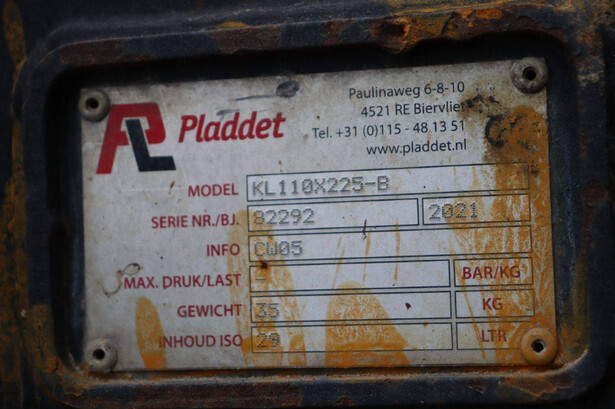 Paulinaweg 6-8-10
4521 RE Biervliet
Tel. +31 (0)115 - 48 13 51
www.pladdet.nl
PL Pladdet
MODEL KL110X225-B
SERIE NR./BJ. 82292 2021
INFO CW05
MAX. DRUK/LAST - BAR/KG
GEWICHT 35 KG
INHOUD ISO 29 LTR